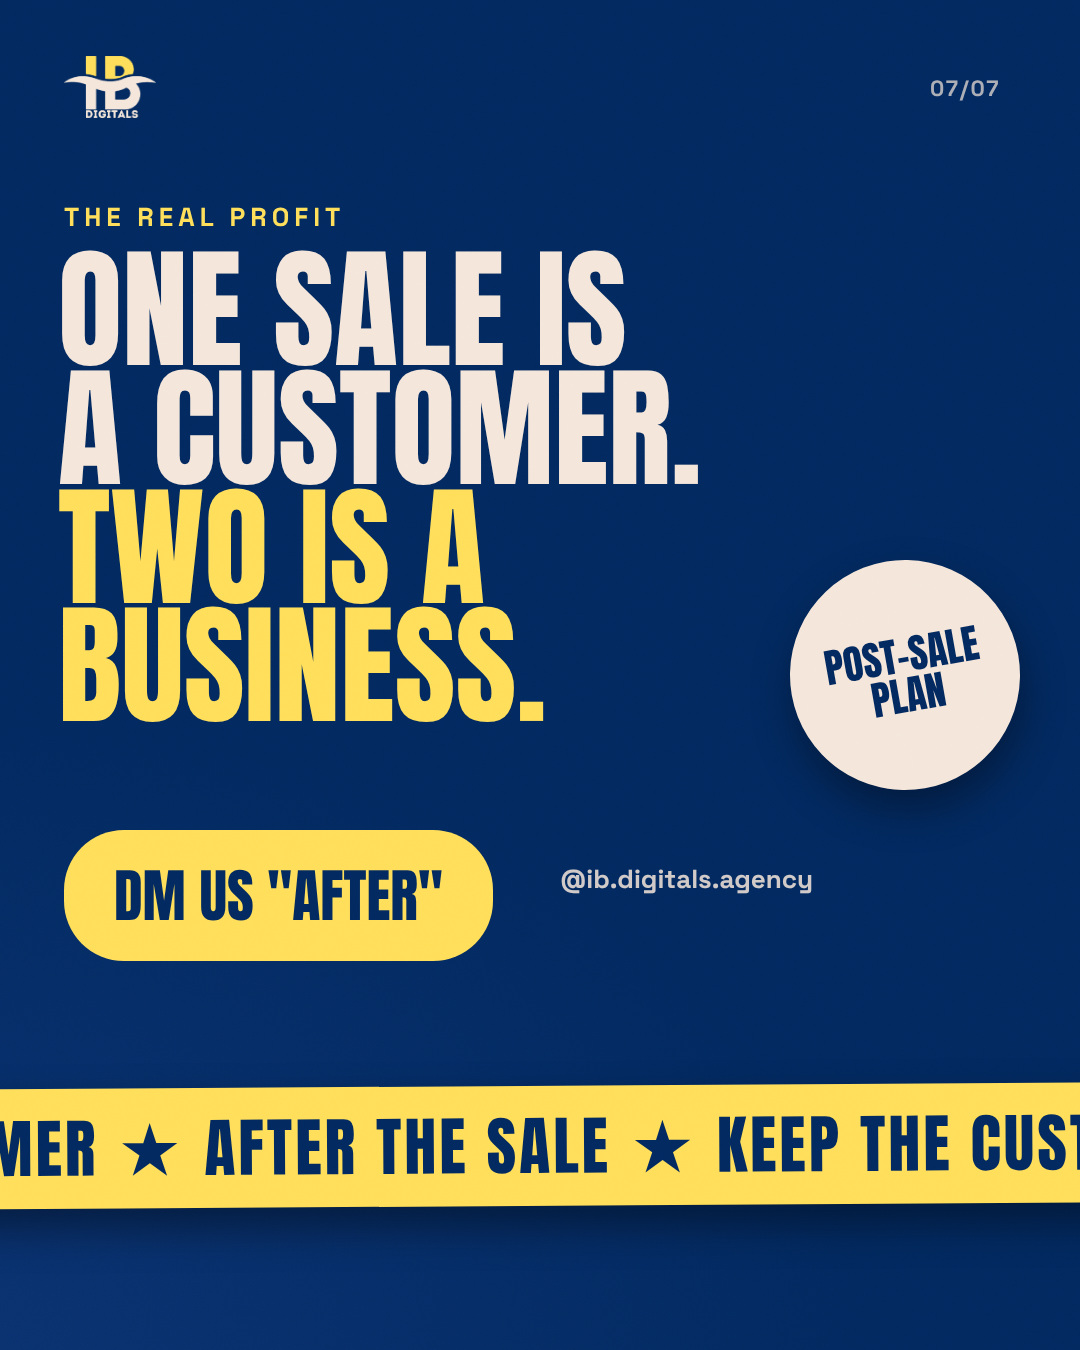 IB
DIGITALS
07/07
THE REAL PROFIT
ONE SALE IS
A CUSTOMER.
TWO IS A
BUSINESS.
POST-SALE
PLAN
DM US "AFTER"
@ib.digitals.agency
MER ★ AFTER THE SALE ★ KEEP THE CUST